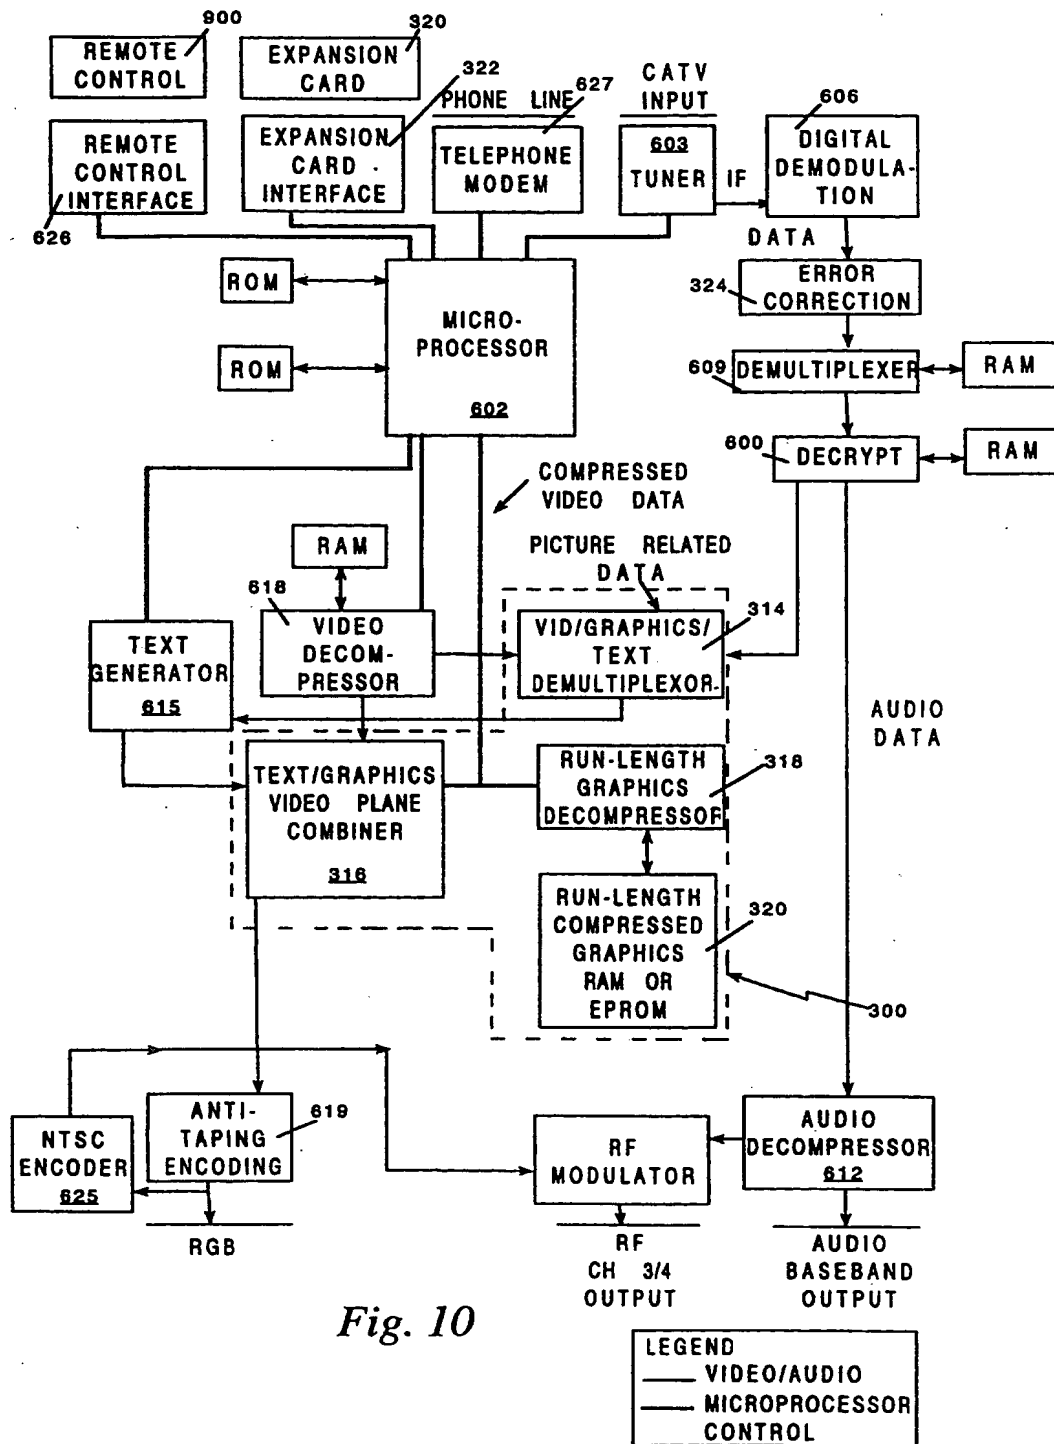 900
REMOTE
CONTROL
320
EXPANSION
CARD
322
PHONE LINE
627
CATV
INPUT
606
REMOTE
CONTROL
INTERFACE
626
EXPANSION
CARD
INTERFACE
TELEPHONE
MODEM
603
TUNER
IF
DIGITAL
DEMODULA-
TION
DATA
ROM
ROM
MICRO-
PROCESSOR
602
324
ERROR
CORRECTION
609
DEMULTIPLEXER
RAM
600
DECRYPT
RAM
COMPRESSED
VIDEO DATA
RAM
PICTURE RELATED
DATA
618
VIDEO
DECOM-
PRESSOR
314
VID/GRAPHICS/
TEXT
DEMULTIPLEXOR
TEXT
GENERATOR
615
AUDIO
DATA
TEXT/GRAPHICS
VIDEO PLANE
COMBINER
316
RUN-LENGTH
GRAPHICS
DECOMPRESSOR
318
RUN-LENGTH
COMPRESSED
GRAPHICS
RAM OR
EPROM
320
300
NTSC
ENCODER
625
ANTI-
TAPING
ENCODING
619
RF
MODULATOR
AUDIO
DECOMPRESSOR
612
RGB
RF
CH 3/4
OUTPUT
AUDIO
BASEBAND
OUTPUT
Fig. 10
LEGEND
VIDEO/AUDIO
MICROPROCESSOR
CONTROL